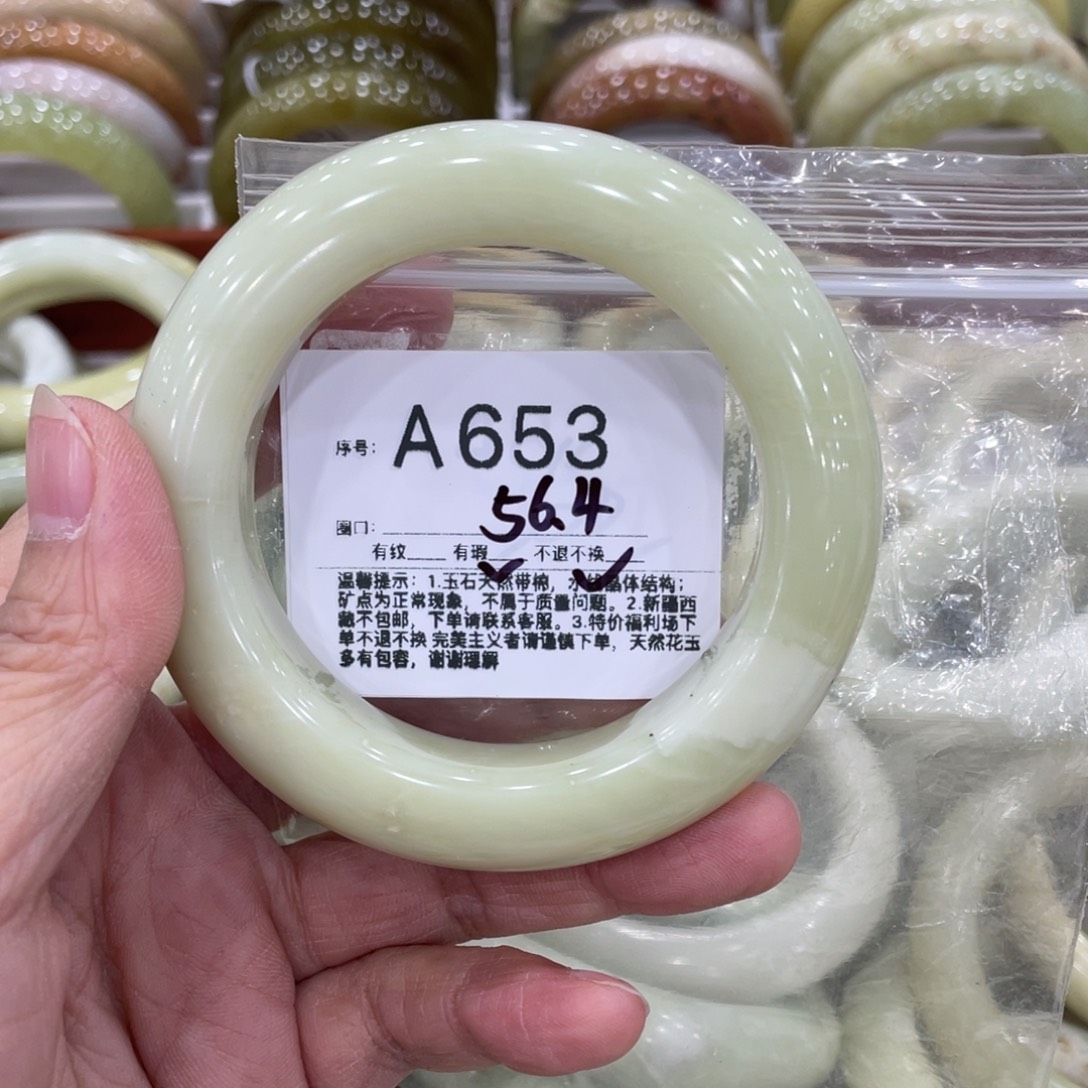 序号: A653
圈口: 56.4
有纹____ 有瑕✓ 不退不换✓
温馨提示：1.玉石天然带棉，水线晶体结构；
矿点为正常现象，不属于质量问题。2.新疆西
藏不包邮，下单请联系客服。3.特价福利场下
单不退不换 完美主义者请谨慎下单，天然花玉
多有包容，谢谢理解